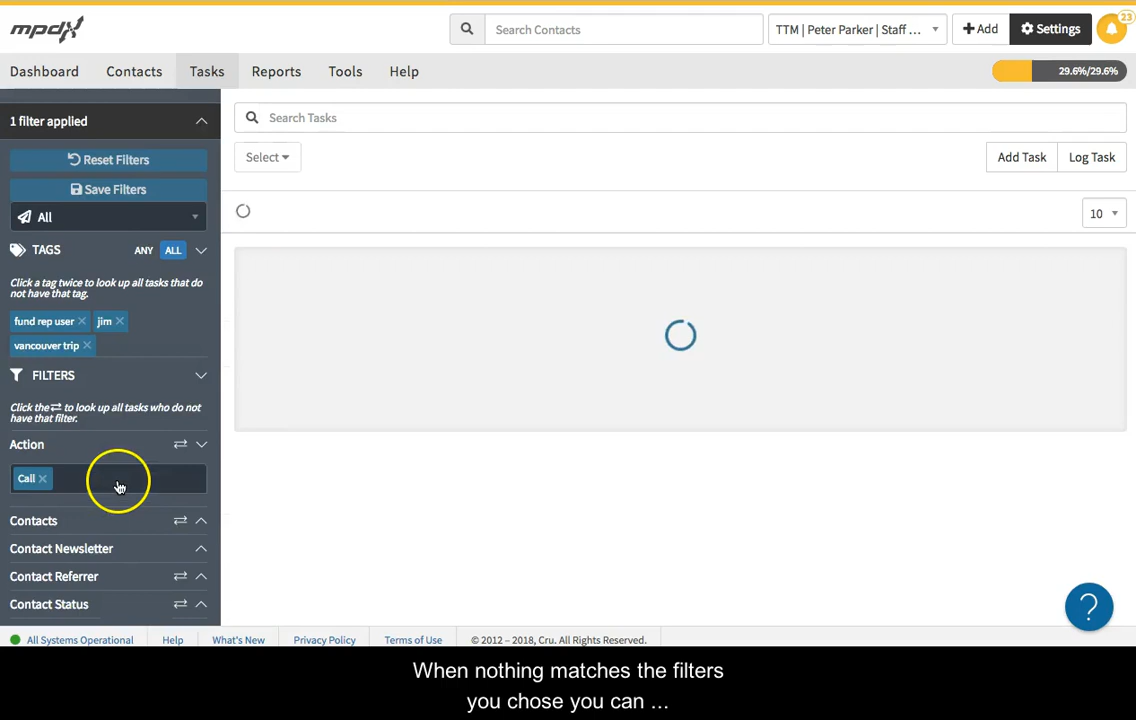 mpdx
Search Contacts
TTM | Peter Parker | Staff ...
Add
Settings
23
Dashboard
Contacts
Tasks
Reports
Tools
Help
29.6%/29.6%
1 filter applied
Search Tasks
Reset Filters
Select
Add Task
Log Task
Save Filters
All
10
TAGS
ANY
ALL
Click a tag twice to look up all tasks that do
not have that tag.
fund rep user
jim
vancouver trip
FILTERS
Click the ⇄ to look up all tasks who do not
have that filter.
Action
Call
Contacts
Contact Newsletter
Contact Referrer
Contact Status
?
All Systems Operational
Help
What's New
Privacy Policy
Terms of Use
© 2012 – 2018, Cru. All Rights Reserved.
When nothing matches the filters
you chose you can ...